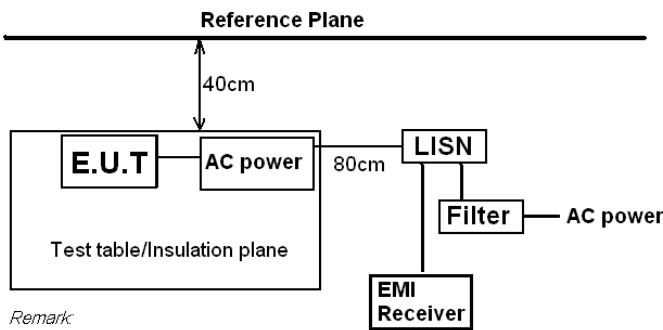 Reference Plane
40cm
E.U.T
AC power
80cm
LISN
Filter
AC power
Test table/Insulation plane
EMI
Receiver
Remark: